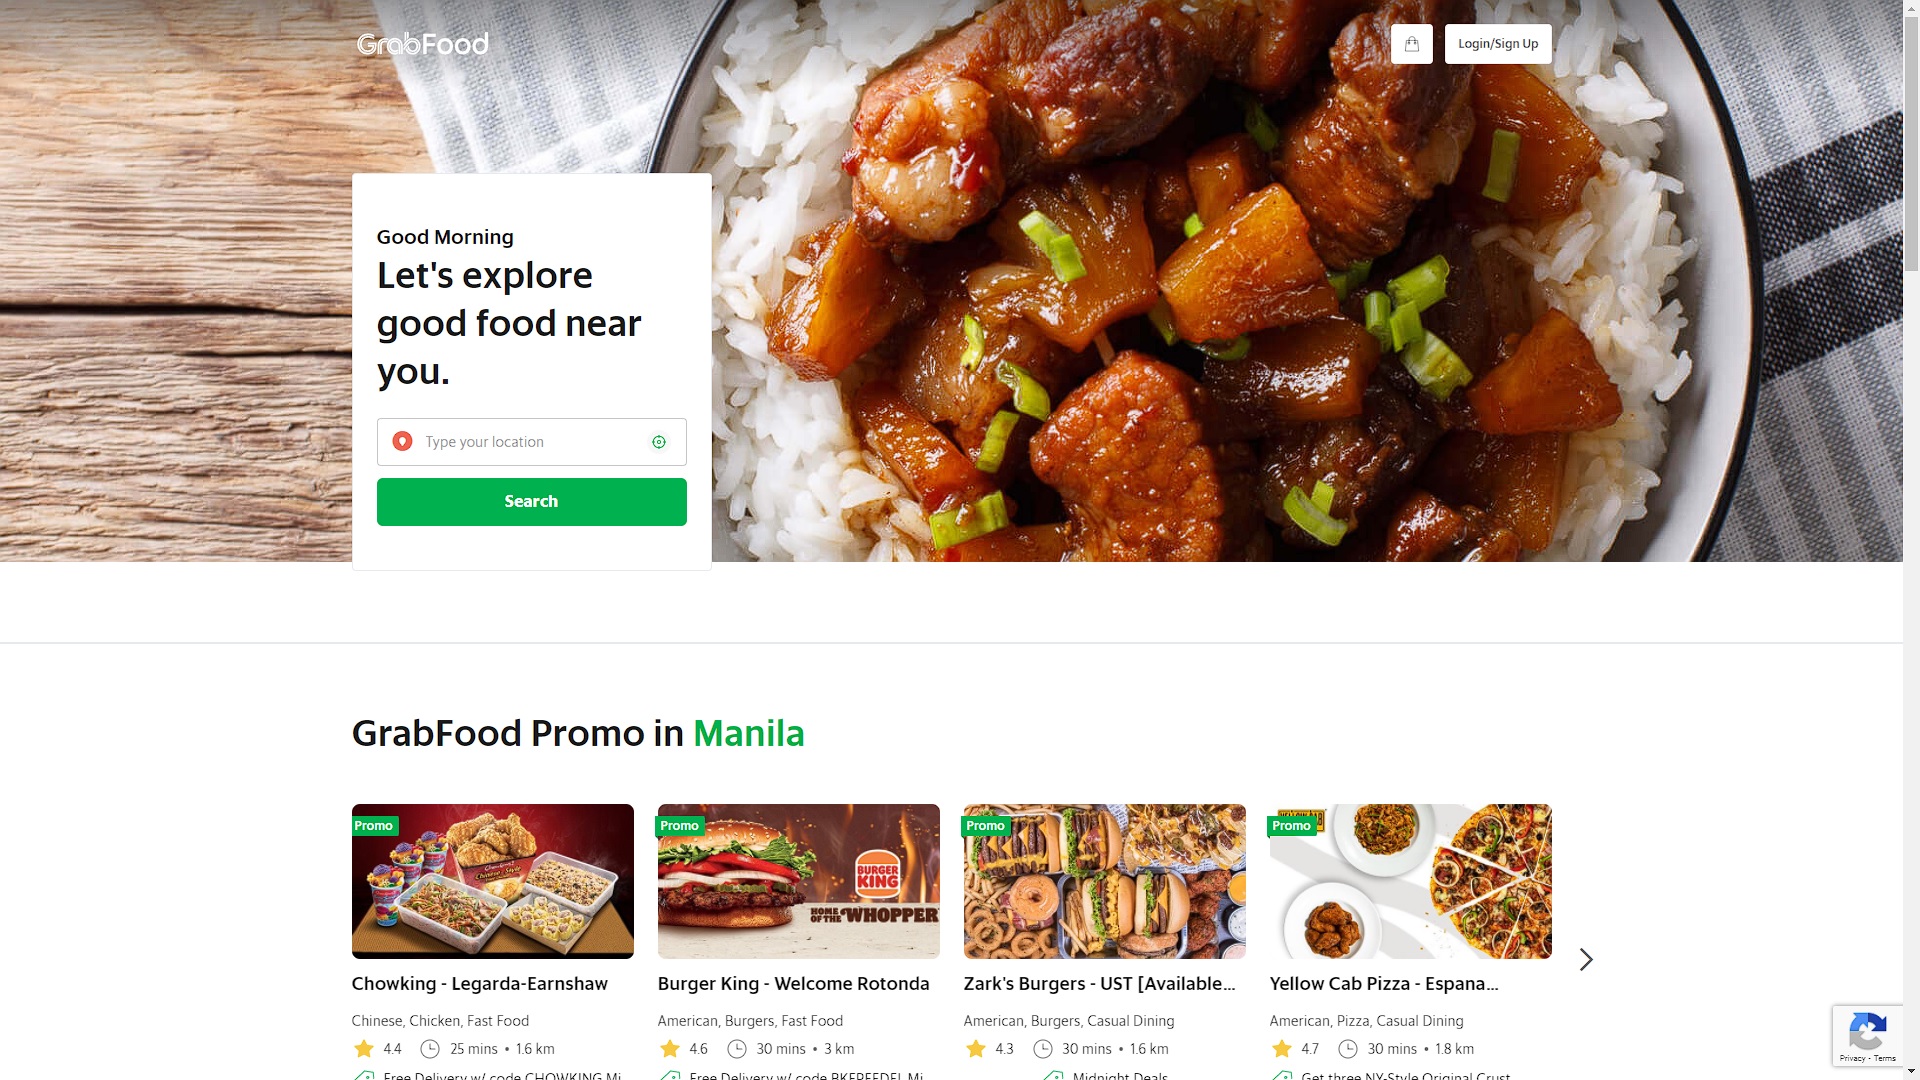 GrabFood
Login/Sign Up
Good Morning
Let's explore
good food near
you.
Type your location
Search
GrabFood Promo in Manila
Promo
Promo
Promo
Promo
BURGER
KING
HOME
OF THE WHOPPER
Chowking - Legarda-Earnshaw
Burger King - Welcome Rotonda
Zark's Burgers - UST [Available...
Yellow Cab Pizza - Espana...
Chinese, Chicken, Fast Food
American, Burgers, Fast Food
American, Burgers, Casual Dining
American, Pizza, Casual Dining
4.4 25 mins • 1.6 km
4.6 30 mins • 3 km
4.3 30 mins • 1.6 km
4.7 30 mins • 1.8 km
Free Delivery w/ code CHOWKING Mi
Free Delivery w/ code BKFREEDEL Mi
Midnight Deals
Get three NY-Style Original Crust
Privacy - Terms